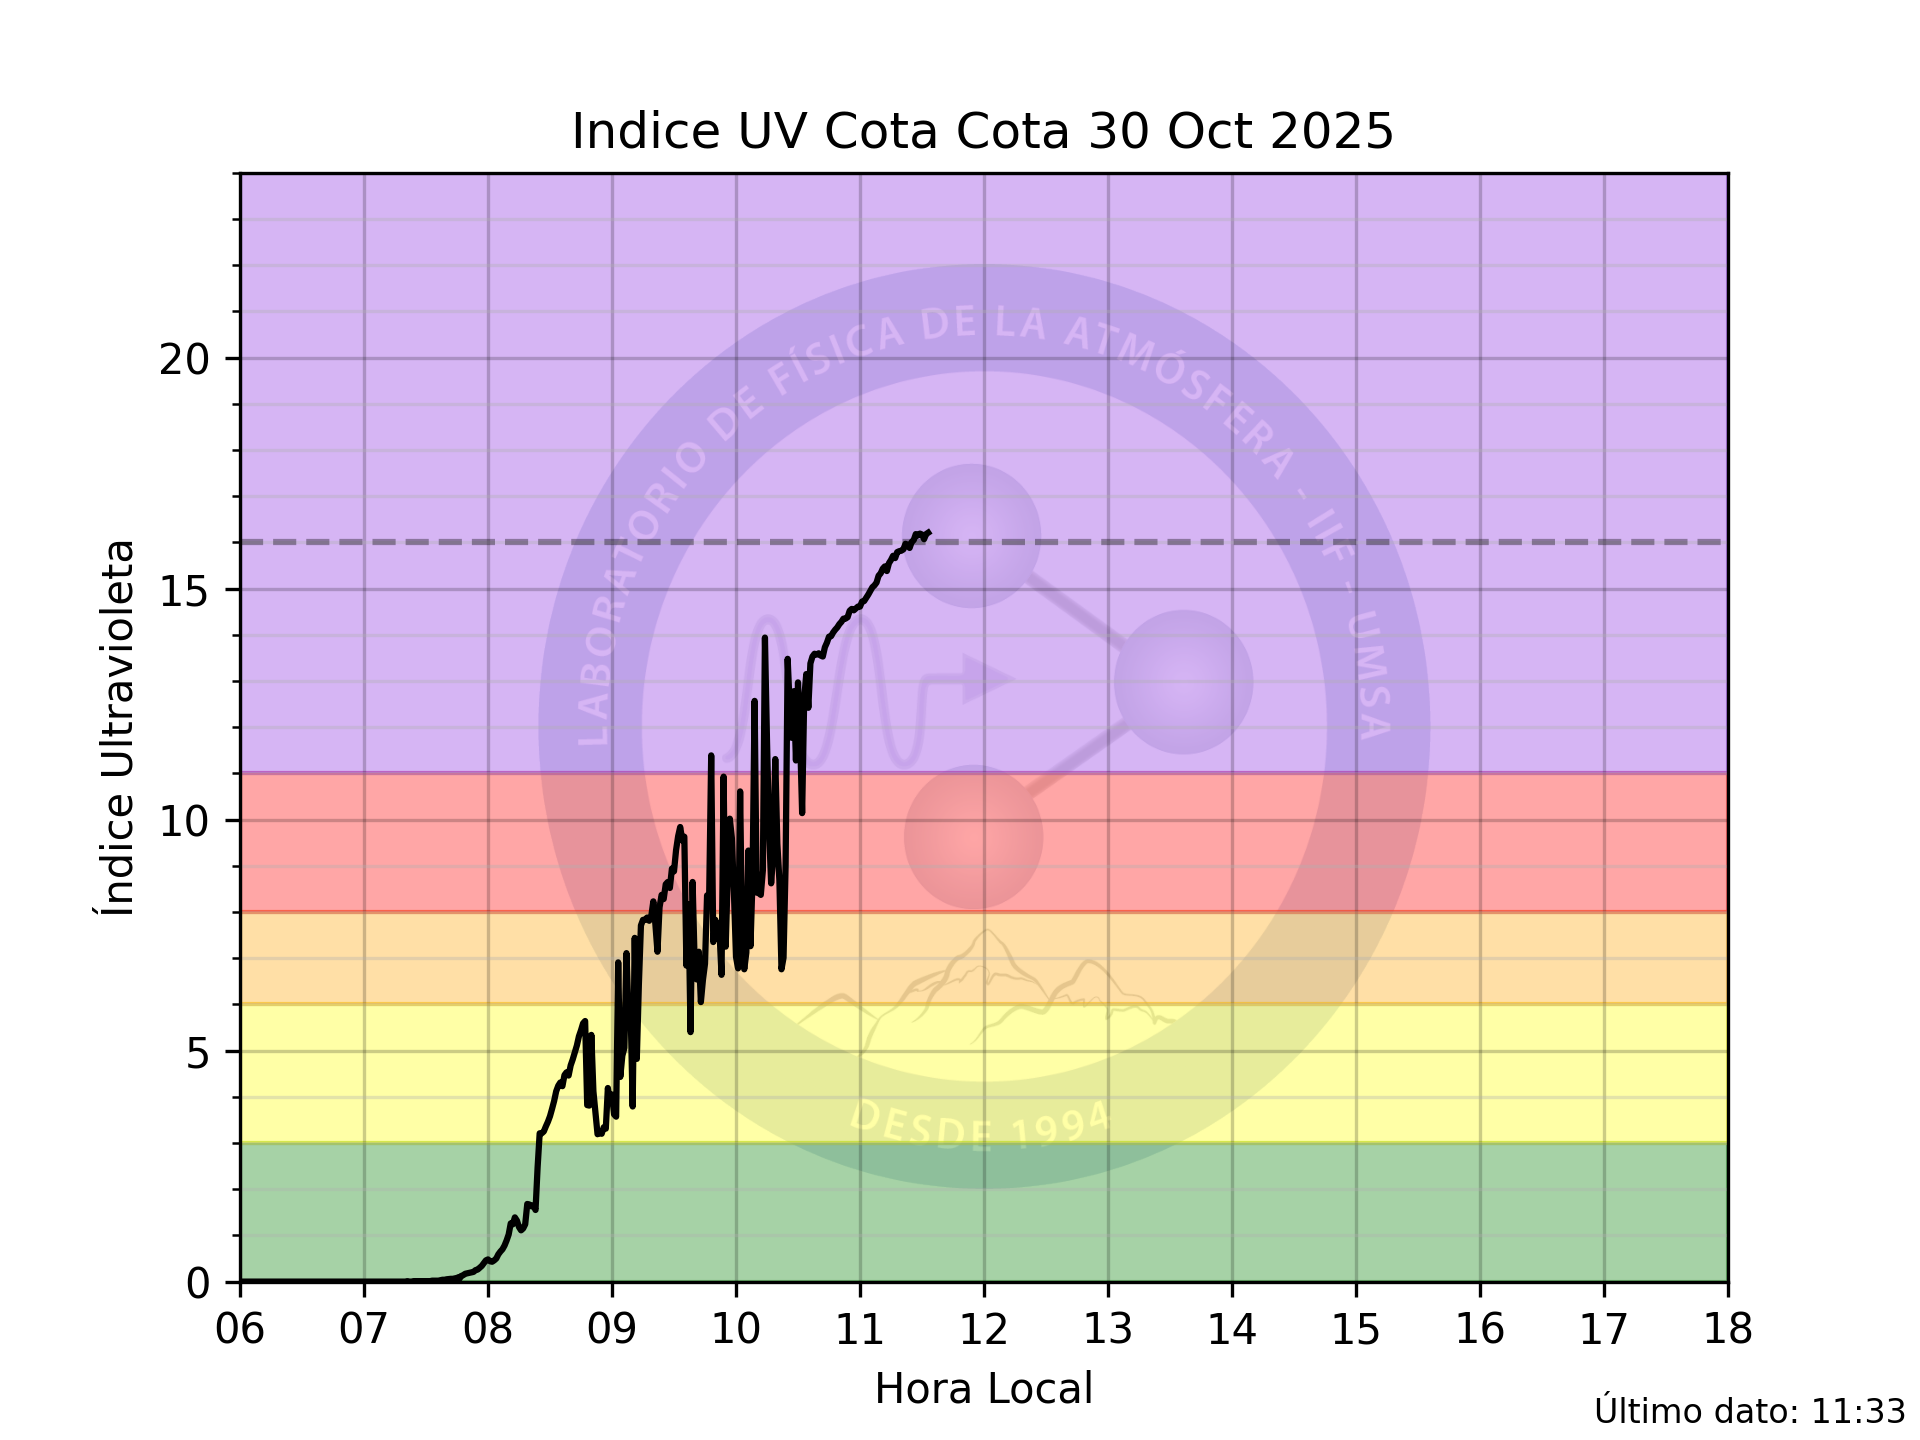 Indice UV Cota Cota 30 Oct 2025
20
15
10
5
0
Índice Ultravioleta
LABORATORIO DE FÍSICA DE LA ATMÓSFERA - IIF - UMSA
DESDE 1994
06 07 08 09 10 11 12 13 14 15 16 17 18
Hora Local
Último dato: 11:33